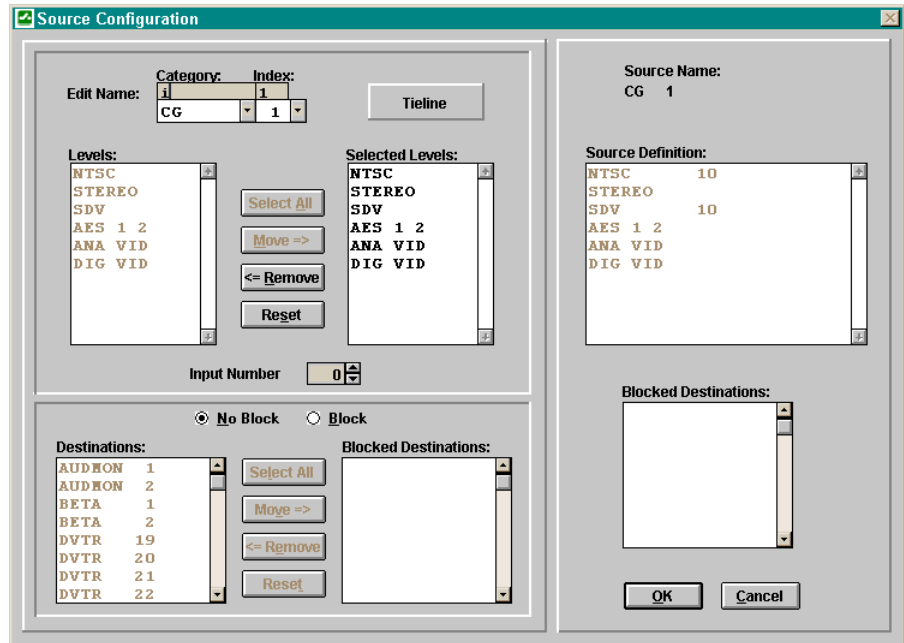 Source Configuration
Category: Index:
Edit Name: i 1
CG 1
Tieline
Levels:
NTSC
STEREO
SDV
AES 1 2
ANA VID
DIG VID
Select All
Move =>
<= Remove
Reset
Selected Levels:
NTSC
STEREO
SDV
AES 1 2
ANA VID
DIG VID
Input Number 0
No Block Block
Destinations:
AUDMON 1
AUDMON 2
BETA 1
BETA 2
DVTR 19
DVTR 20
DVTR 21
DVTR 22
Select All
Move =>
<= Remove
Reset
Blocked Destinations:
Source Name:
CG 1
Source Definition:
NTSC 10
STEREO
SDV 10
AES 1 2
ANA VID
DIG VID
Blocked Destinations:
OK Cancel